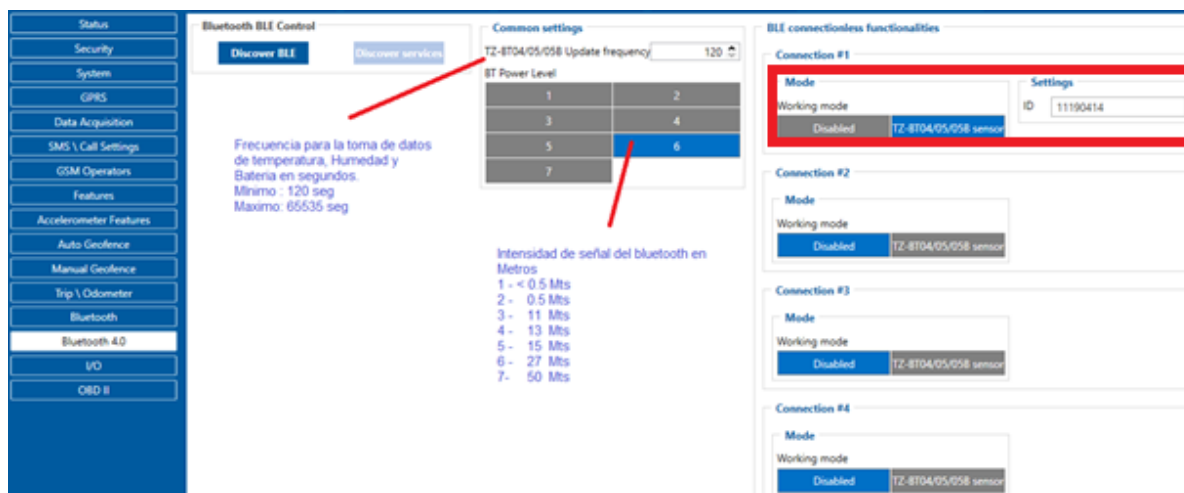 Status
Security
System
GPRS
Data Acquisition
SMS \ Call Settings
GSM Operators
Features
Accelerometer Features
Auto Geofence
Manual Geofence
Trip \ Odometer
Bluetooth
Bluetooth 4.0
I/O
OBD II
Bluetooth BLE Control
Discover BLE
Discover services
Frecuencia para la toma de datos
de temperatura, Humedad y
Bateria en segundos.
Minimo : 120 seg
Maximo: 65535 seg
Common settings
TZ-BT04/05/05B Update frequency
120
BT Power Level
1
2
3
4
5
6
7
Intensidad de señal del bluetooth en
Metros
1 - < 0.5 Mts
2 - 0.5 Mts
3 - 11 Mts
4 - 13 Mts
5 - 15 Mts
6 - 27 Mts
7- 50 Mts
BLE connectionless functionalities
Connection #1
Mode
Working mode
Disabled
TZ-BT04/05/05B sensor
Settings
ID
11190414
Connection #2
Mode
Working mode
Disabled
TZ-BT04/05/05B sensor
Connection #3
Mode
Working mode
Disabled
TZ-BT04/05/05B sensor
Connection #4
Mode
Working mode
Disabled
TZ-BT04/05/05B sensor